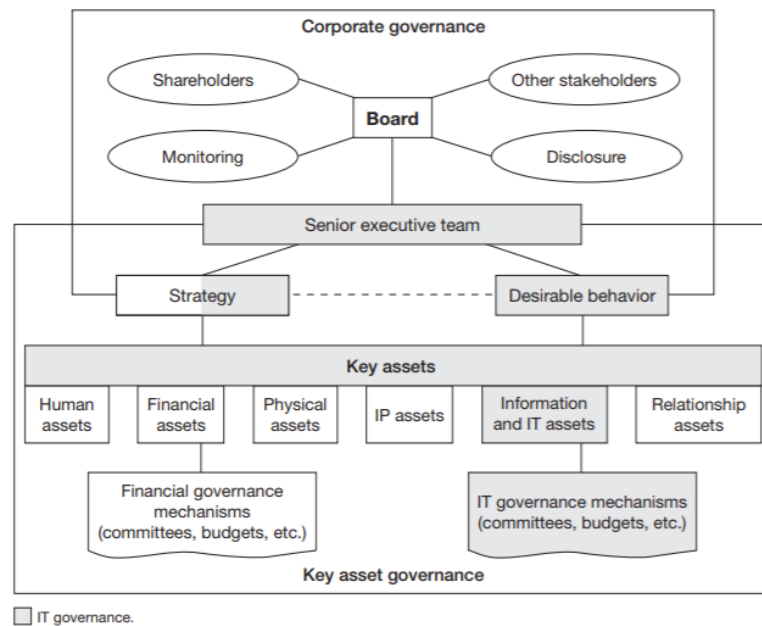 Corporate governance
Shareholders
Other stakeholders
Board
Monitoring
Disclosure
Senior executive team
Strategy
Desirable behavior
Key assets
Human
assets
Financial
assets
Physical
assets
IP assets
Information
and IT assets
Relationship
assets
Financial governance
mechanisms
(committees, budgets, etc.)
IT governance mechanisms
(committees, budgets, etc.)
Key asset governance
IT governance.